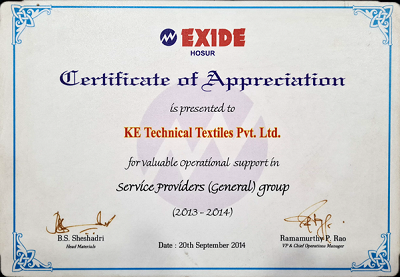 EXIDE
HOSUR
Certificate of Appreciation
is presented to
KE Technical Textiles Pvt. Ltd.
for valuable operational support in
Service Providers (General) group
(2013 - 2014)
B.S. Sheshadri
Head Materials
Date : 20th September 2014
Ramamurthy P. Rao
VP & Chief Operations Manager